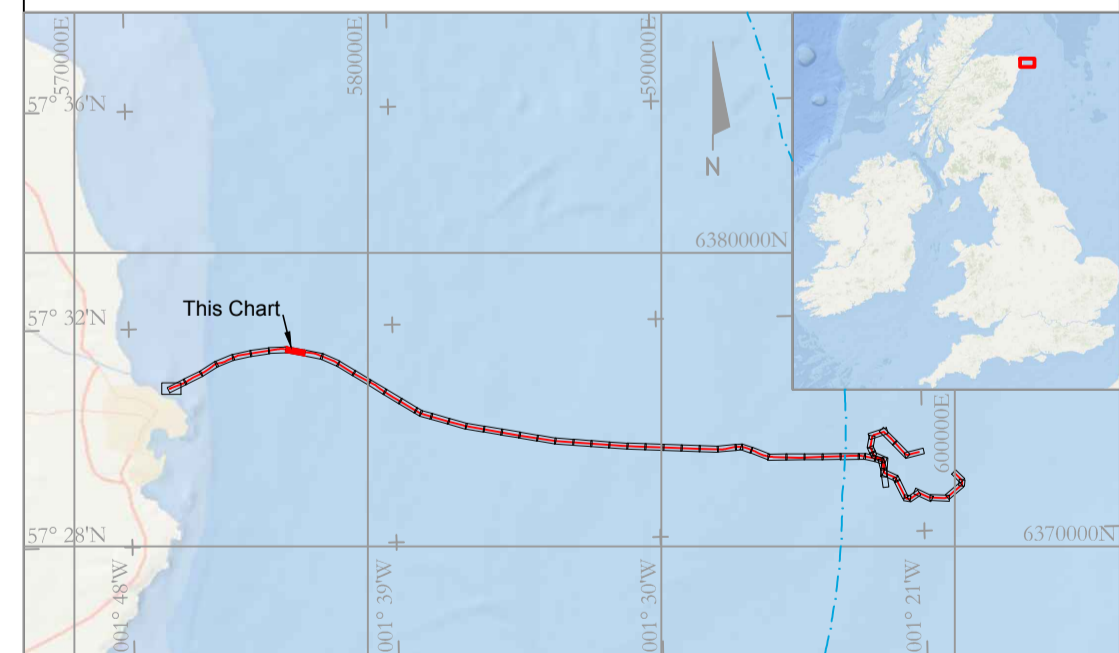 570000E
580000E
590000E
57° 36'N
N
6380000N
This Chart
57° 32'N
600000E
57° 28'N
6370000N
001° 48'W
001° 39'W
001° 30'W
001° 21'W